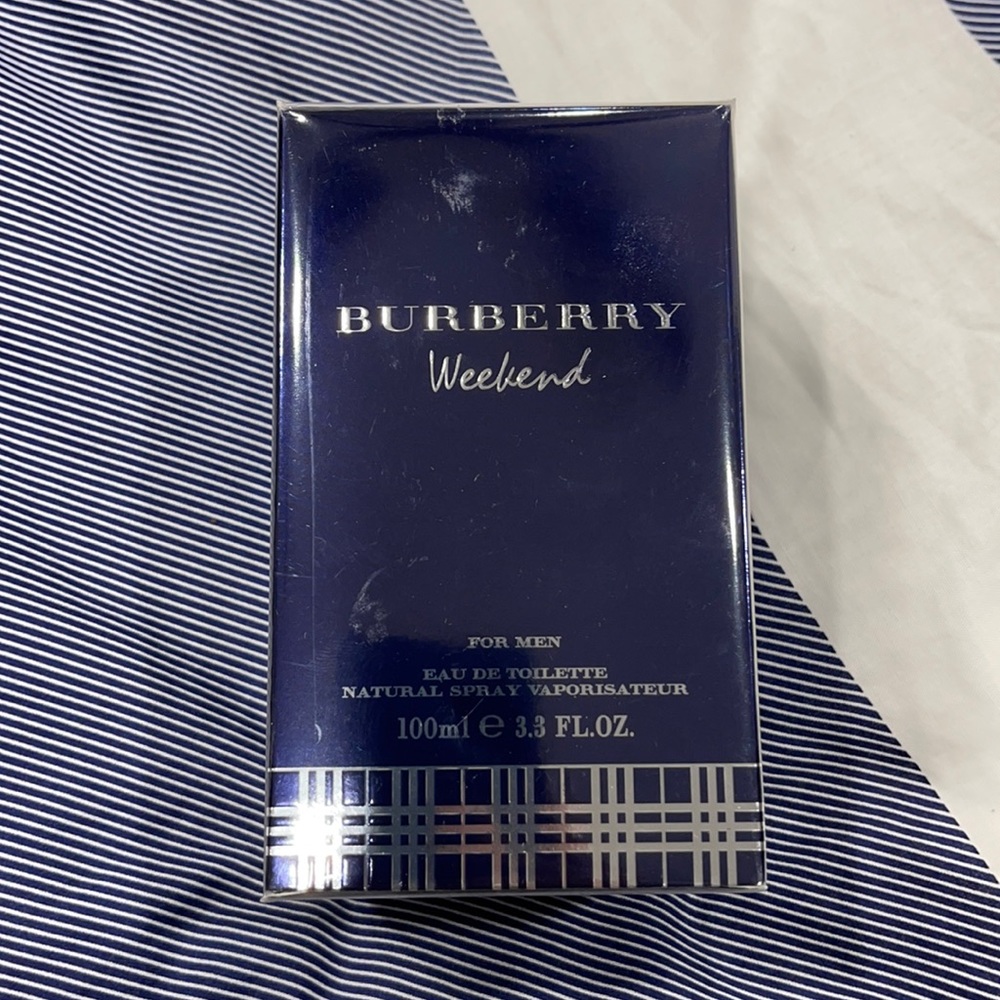 BURBERRY
Weekend
FOR MEN
EAU DE TOILETTE
NATURAL SPRAY VAPORISATEUR
100ml ℮ 3.3 FL.OZ.